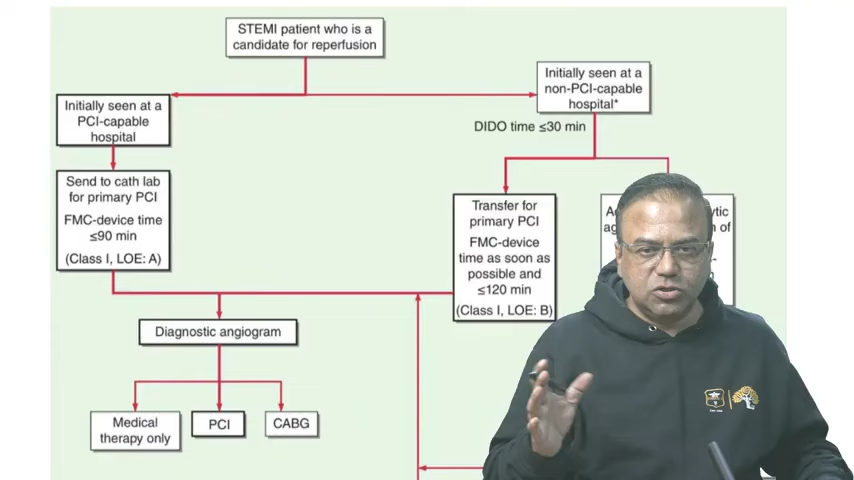 STEMI patient who is a
candidate for reperfusion
Initially seen at a
PCI-capable
hospital
Initially seen at a
non-PCI-capable
hospital*
DIDO time ≤30 min
Send to cath lab
for primary PCI
FMC-device time
≤90 min
(Class I, LOE: A)
Transfer for
primary PCI
FMC-device
time as soon as
possible and
≤120 min
(Class I, LOE: B)
Diagnostic angiogram
Medical
therapy only
PCI
CABG